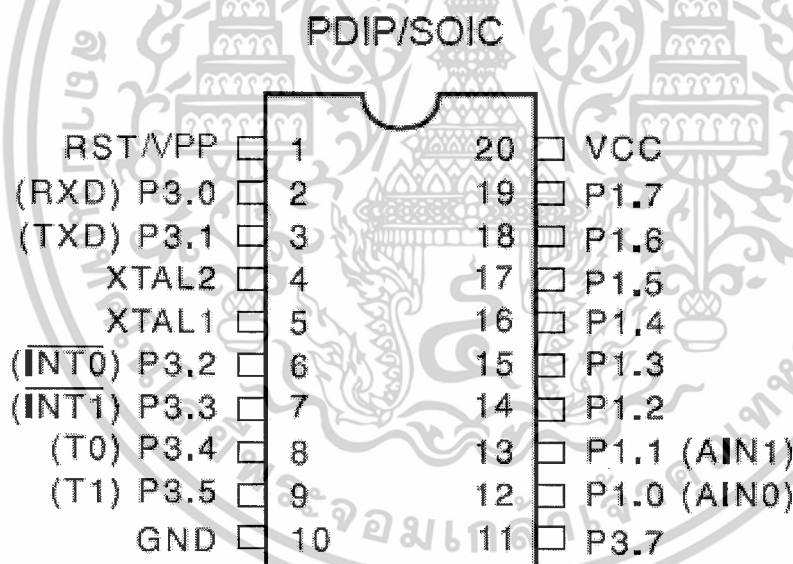 PDIP/SOIC
RST/VPP 1 20 VCC
(RXD) P3.0 2 19 P1.7
(TXD) P3.1 3 18 P1.6
XTAL2 4 17 P1.5
XTAL1 5 16 P1.4
(INT0) P3.2 6 15 P1.3
(INT1) P3.3 7 14 P1.2
(T0) P3.4 8 13 P1.1 (AIN1)
(T1) P3.5 9 12 P1.0 (AIN0)
GND 10 11 P3.7